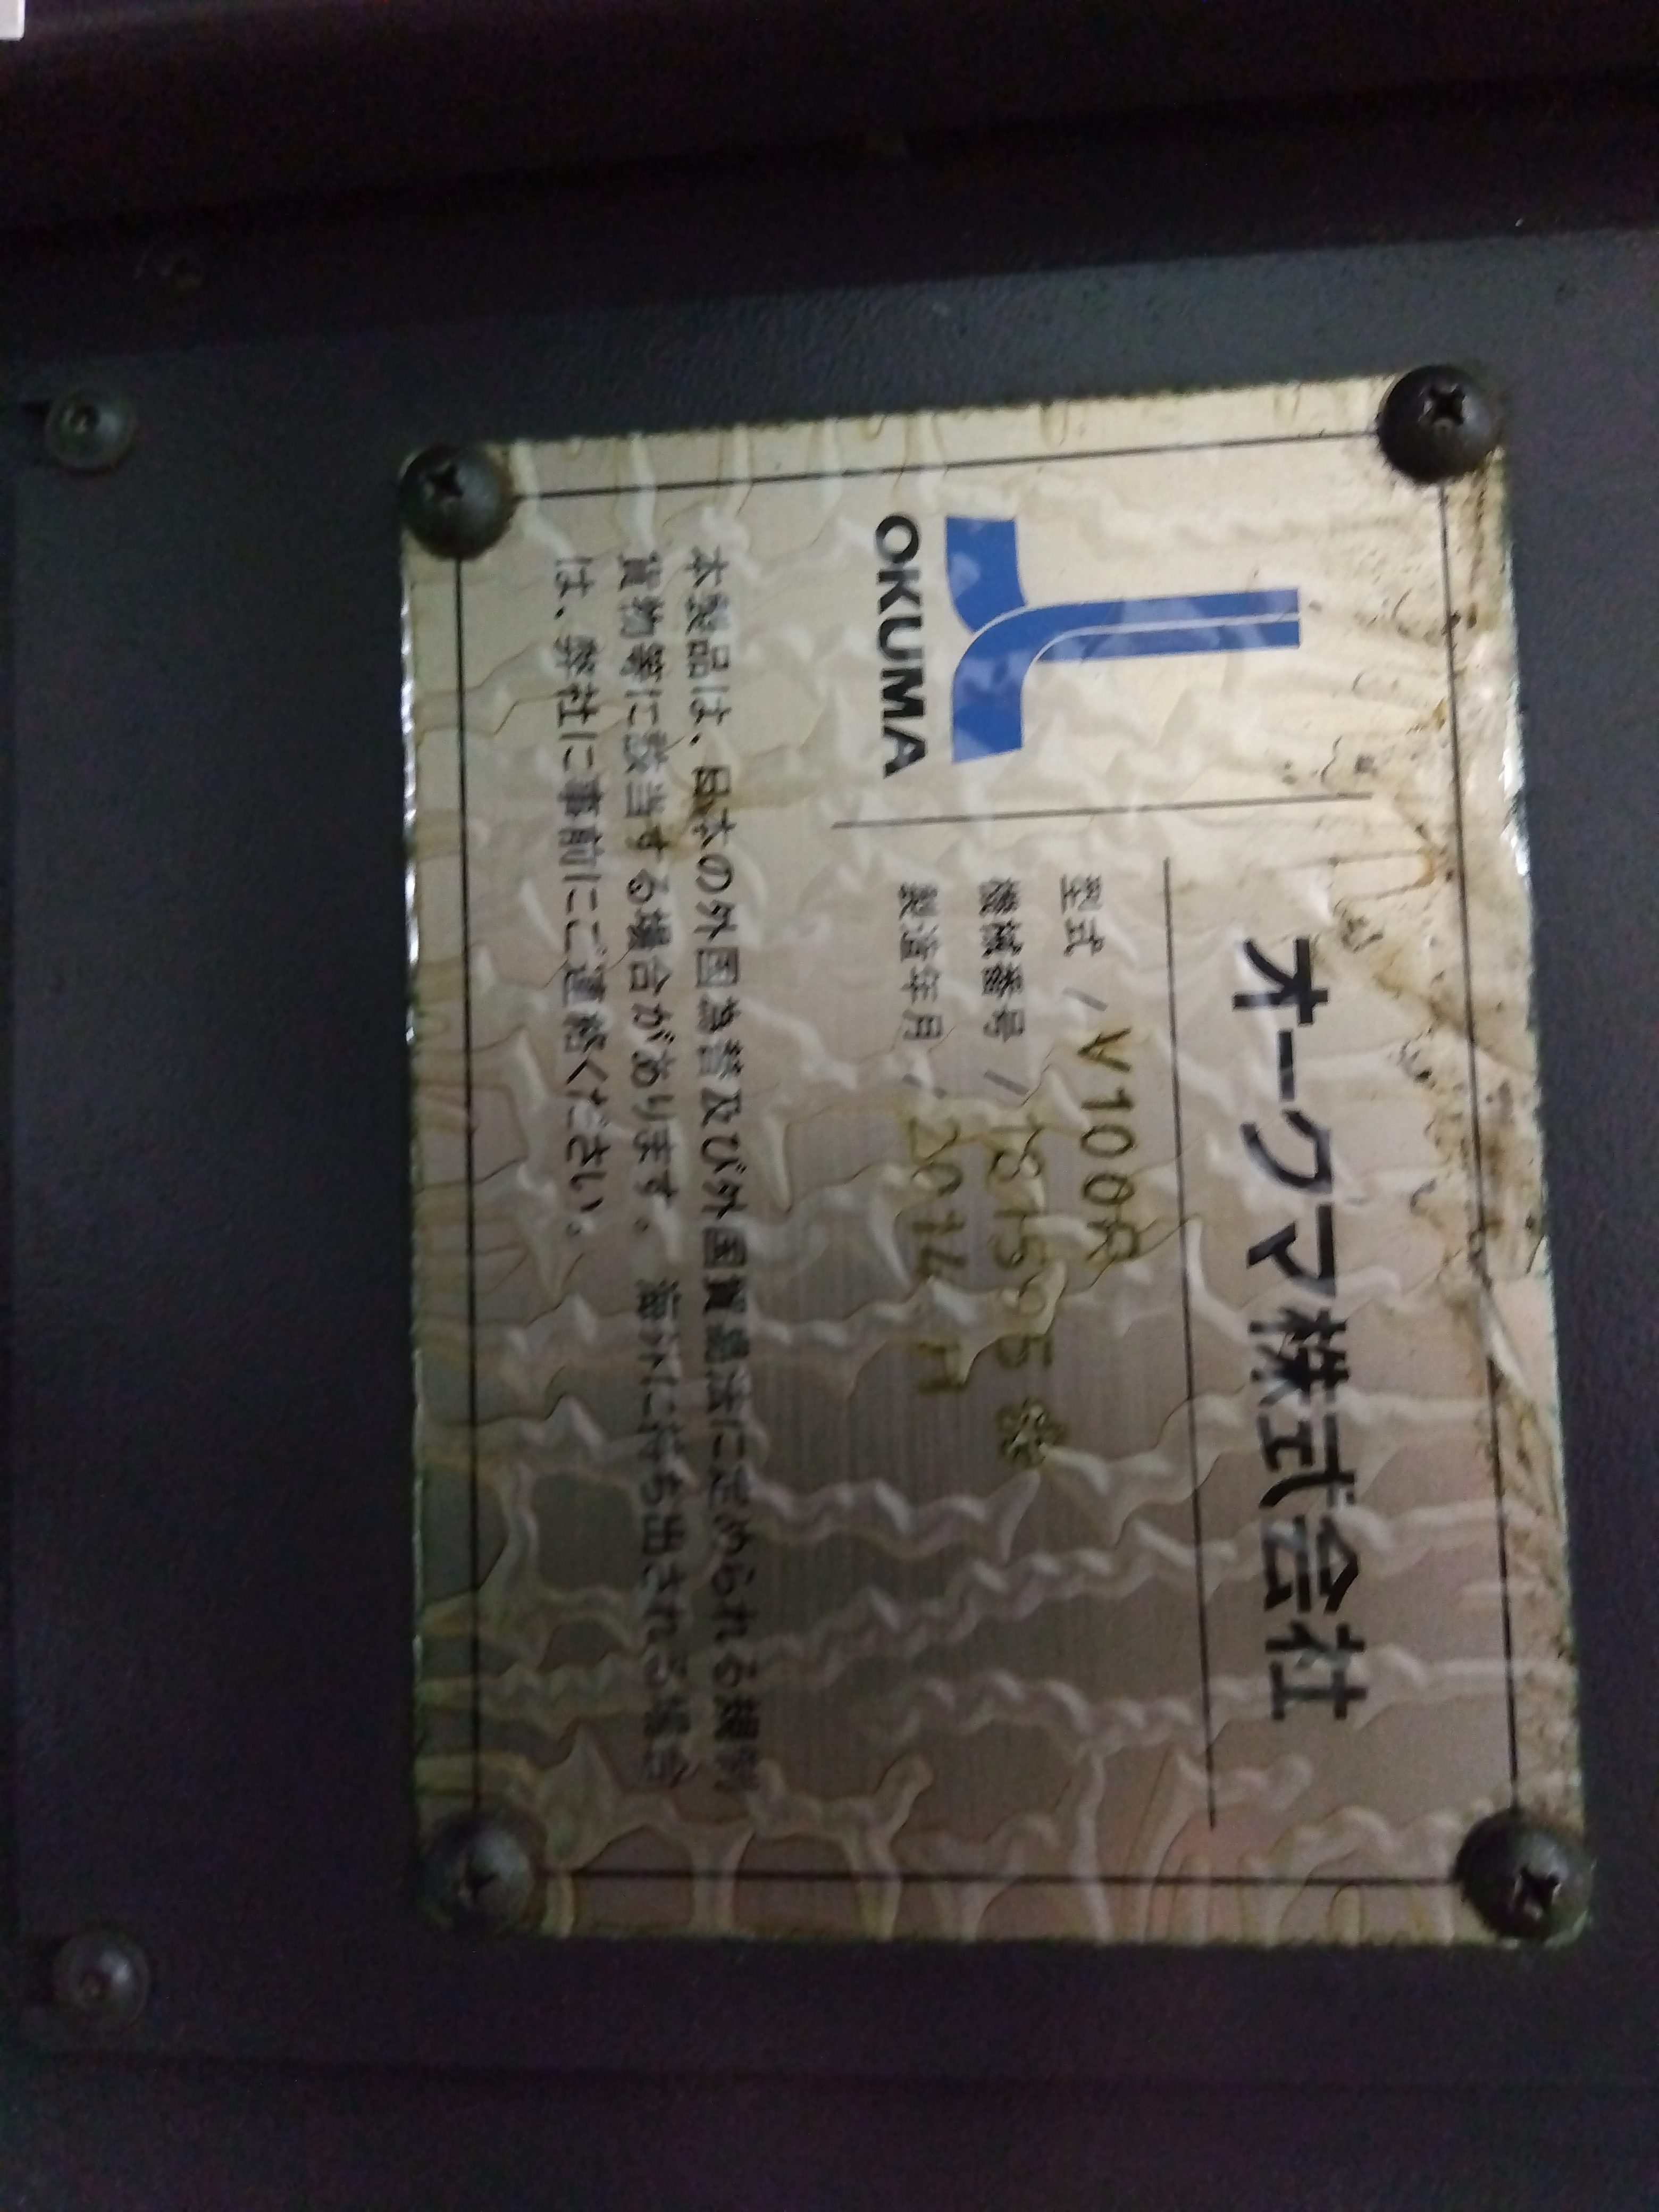 オークマ株式会社
OKUMA
型式 / V100R
機械番号 /
製造年月 / 2014
本製品は、日本の外国為替及び外国貿易法に定められる規制
貨物等に該当する場合があります。海外に持ち出される場合
は、弊社に事前にご連絡ください。